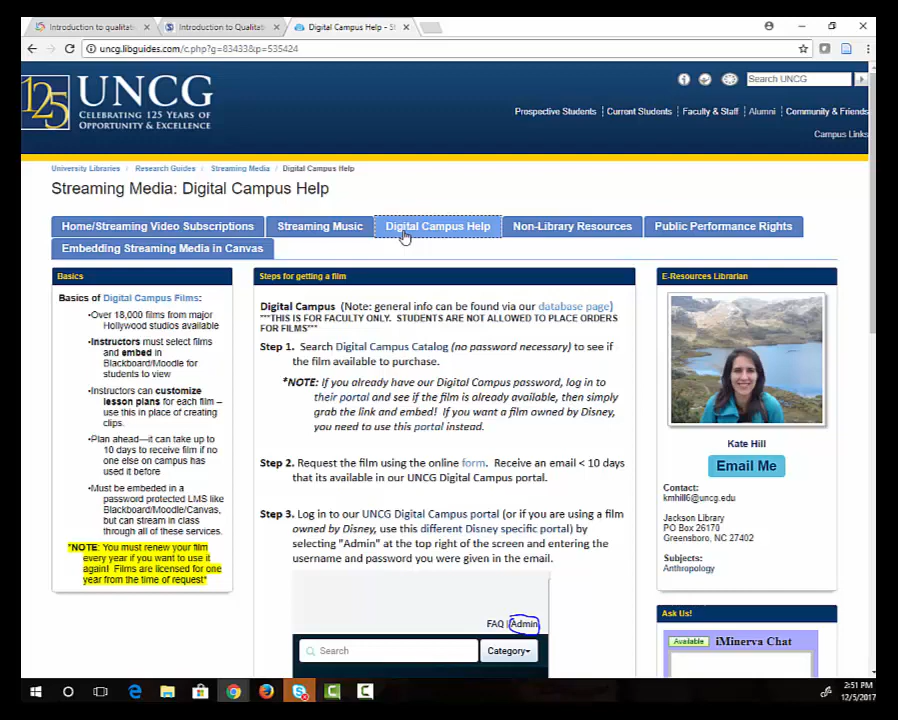 Introduction to qualitati
Introduction to Qualitati
Digital Campus Help - S
uncg.libguides.com/c.php?g=83433&p=535424
125
UNCG
CELEBRATING 125 YEARS OF
OPPORTUNITY & EXCELLENCE
Search UNCG
Prospective Students | Current Students | Faculty & Staff | Alumni | Community & Friends
Campus Links
University Libraries / Research Guides / Streaming Media / Digital Campus Help
Streaming Media: Digital Campus Help
Home/Streaming Video Subscriptions
Streaming Music
Digital Campus Help
Non-Library Resources
Public Performance Rights
Embedding Streaming Media in Canvas
Basics
Basics of Digital Campus Films:
•Over 18,000 films from major
Hollywood studios available
•Instructors must select films
and embed in
Blackboard/Moodle for
students to view
•Instructors can customize
lesson plans for each film –
use this in place of creating
clips.
•Plan ahead—it can take up to
10 days to receive film if no
one else on campus has
used it before
•Must be embeded in a
password protected LMS like
Blackboard/Moodle/Canvas,
but can stream in class
through all of these services.
*NOTE: You must renew your film
every year if you want to use it
again! Films are licensed for one
year from the time of request*
Steps for getting a film
Digital Campus (Note: general info can be found via our database page)
***THIS IS FOR FACULTY ONLY. STUDENTS ARE NOT ALLOWED TO PLACE ORDERS
FOR FILMS***
Step 1. Search Digital Campus Catalog (no password necessary) to see if
the film available to purchase.
*NOTE: If you already have our Digital Campus password, log in to
their portal and see if the film is already available, then simply
grab the link and embed! If you want a film owned by Disney,
you need to use this portal instead.
Step 2. Request the film using the online form. Receive an email < 10 days
that its available in our UNCG Digital Campus portal.
Step 3. Log in to our UNCG Digital Campus portal (or if you are using a film
owned by Disney, use this different Disney specific portal) by
selecting "Admin" at the top right of the screen and entering the
username and password you were given in the email.
FAQ | Admin
Search
Category
E-Resources Librarian
Kate Hill
Email Me
Contact:
kmhill6@uncg.edu
Jackson Library
PO Box 26170
Greensboro, NC 27402
Subjects:
Anthropology
Ask Us!
Available
iMinerva Chat
2:51 PM
12/5/2017